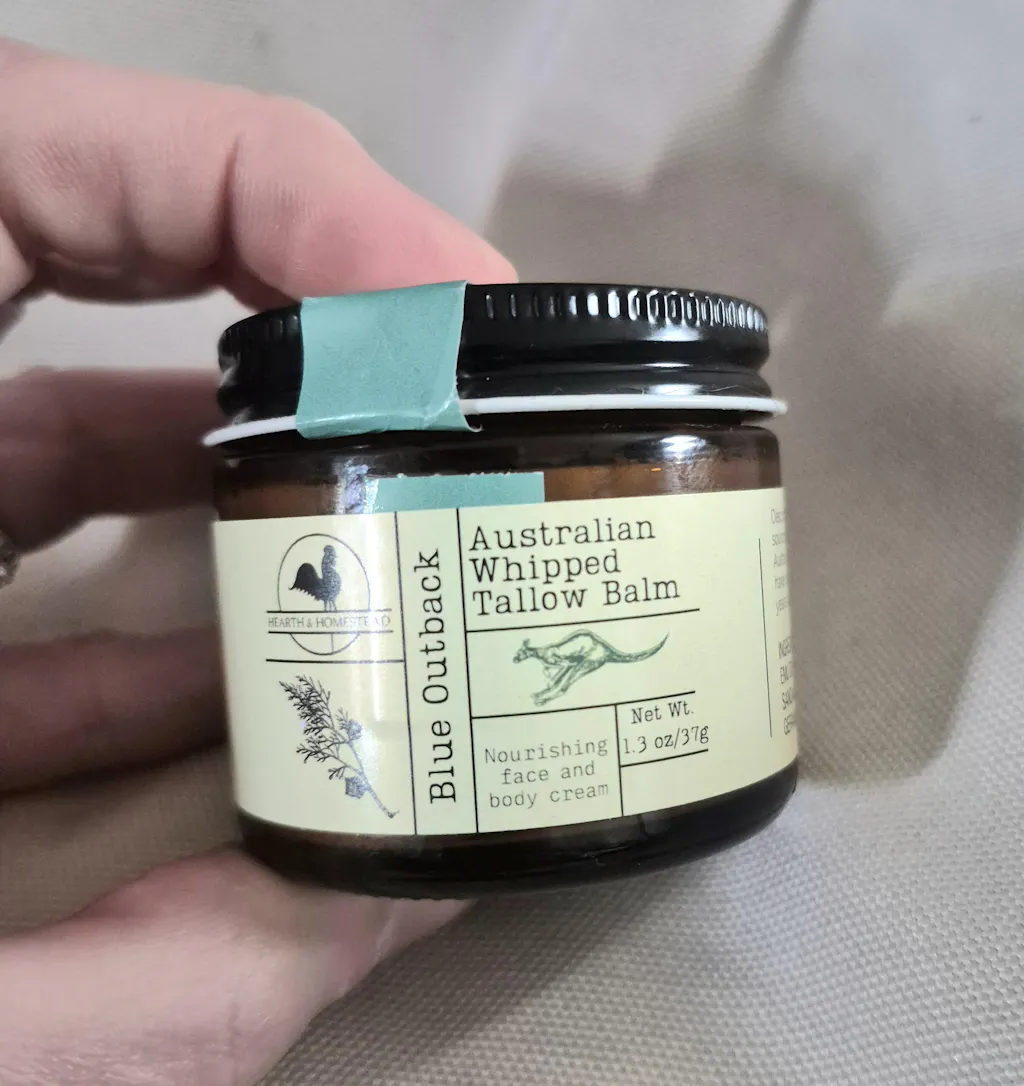 HEARTH & HOMESTEAD
Blue Outback
Australian
Whipped
Tallow Balm
Nourishing
face and
body cream
Net Wt.
1.3 oz/37g